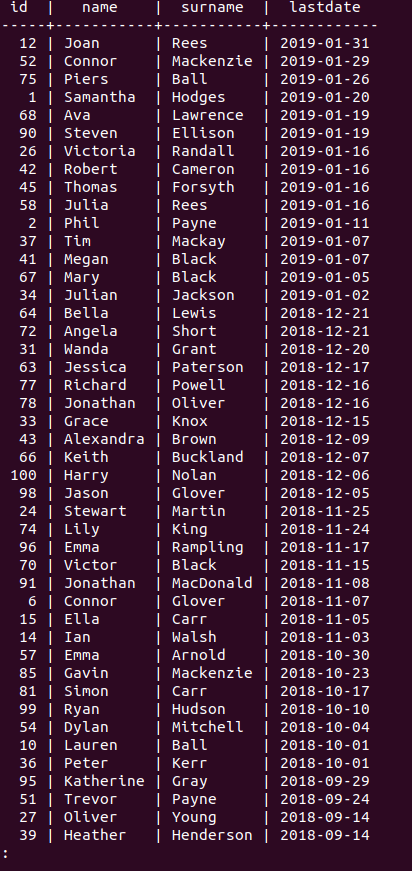 id  |   name    |  surname  |  lastdate
-----+-----------+-----------+------------
  12 | Joan      | Rees      | 2019-01-31
  52 | Connor    | Mackenzie | 2019-01-29
  75 | Piers     | Ball      | 2019-01-26
   1 | Samantha  | Hodges    | 2019-01-20
  68 | Ava       | Lawrence  | 2019-01-19
  90 | Steven    | Ellison   | 2019-01-19
  26 | Victoria  | Randall   | 2019-01-16
  42 | Robert    | Cameron   | 2019-01-16
  45 | Thomas    | Forsyth   | 2019-01-16
  58 | Julia     | Rees      | 2019-01-16
   2 | Phil      | Payne     | 2019-01-11
  37 | Tim       | Mackay    | 2019-01-07
  41 | Megan     | Black     | 2019-01-07
  67 | Mary      | Black     | 2019-01-05
  34 | Julian    | Jackson   | 2019-01-02
  64 | Bella     | Lewis     | 2018-12-21
  72 | Angela    | Short     | 2018-12-21
  31 | Wanda     | Grant     | 2018-12-20
  63 | Jessica   | Paterson  | 2018-12-17
  77 | Richard   | Powell    | 2018-12-16
  78 | Jonathan  | Oliver    | 2018-12-16
  33 | Grace     | Knox      | 2018-12-15
  43 | Alexandra | Brown     | 2018-12-09
  66 | Keith     | Buckland  | 2018-12-07
 100 | Harry     | Nolan     | 2018-12-06
  98 | Jason     | Glover    | 2018-12-05
  24 | Stewart   | Martin    | 2018-11-25
  74 | Lily      | King      | 2018-11-24
  96 | Emma      | Rampling  | 2018-11-17
  70 | Victor    | Black     | 2018-11-15
  91 | Jonathan  | MacDonald | 2018-11-08
   6 | Connor    | Glover    | 2018-11-07
  15 | Ella      | Carr      | 2018-11-05
  14 | Ian       | Walsh     | 2018-11-03
  57 | Emma      | Arnold    | 2018-10-30
  85 | Gavin     | Mackenzie | 2018-10-23
  81 | Simon     | Carr      | 2018-10-17
  99 | Ryan      | Hudson    | 2018-10-10
  54 | Dylan     | Mitchell  | 2018-10-04
  10 | Lauren    | Ball      | 2018-10-01
  36 | Peter     | Kerr      | 2018-10-01
  95 | Katherine | Gray      | 2018-09-29
  51 | Trevor    | Payne     | 2018-09-24
  27 | Oliver    | Young     | 2018-09-14
  39 | Heather   | Henderson | 2018-09-14
: